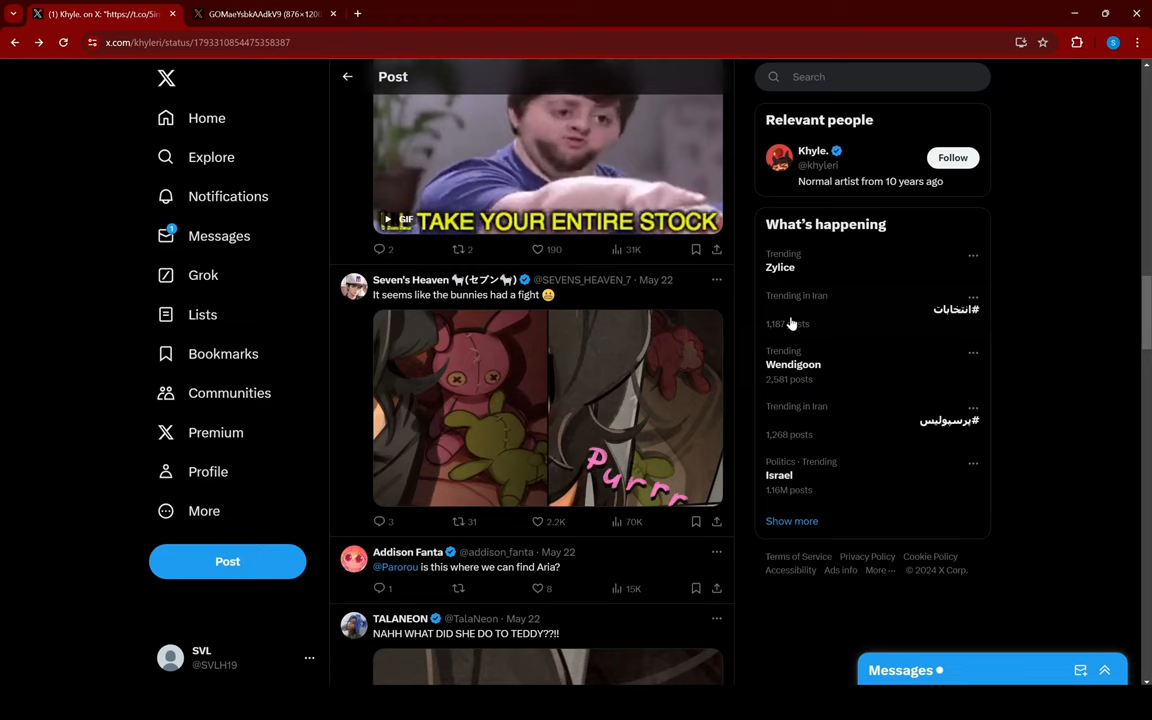 (1) Khyle. on X: "https://t.co/5in
GOMaeYsbkAAdkV9 (876×1200
x.com/khyleri/status/1793310854475358387
S
Home
Explore
Notifications
1
Messages
Grok
Lists
Bookmarks
Communities
Premium
Profile
More
Post
SVL
@SVLH19
Post
GIF
TAKE YOUR ENTIRE STOCK
2
2
190
31K
Seven's Heaven 🐐(セブン🐐) @SEVENS_HEAVEN_7 · May 22
It seems like the bunnies had a fight 😬
Purrr
3
31
2.2K
70K
Addison Fanta @addison_fanta · May 22
@Parorou is this where we can find Aria?
1
8
15K
TALANEON @TalaNeon · May 22
NAHH WHAT DID SHE DO TO TEDDY??!!
Search
Relevant people
Khyle.
@khyleri
Follow
Normal artist from 10 years ago
What's happening
Trending
Zylice
Trending in Iran
#انتخابات
1,187 posts
Trending
Wendigoon
2,581 posts
Trending in Iran
#پرسپولیس
1,268 posts
Politics · Trending
Israel
1.16M posts
Show more
Terms of Service Privacy Policy Cookie Policy
Accessibility Ads info More ··· © 2024 X Corp.
Messages